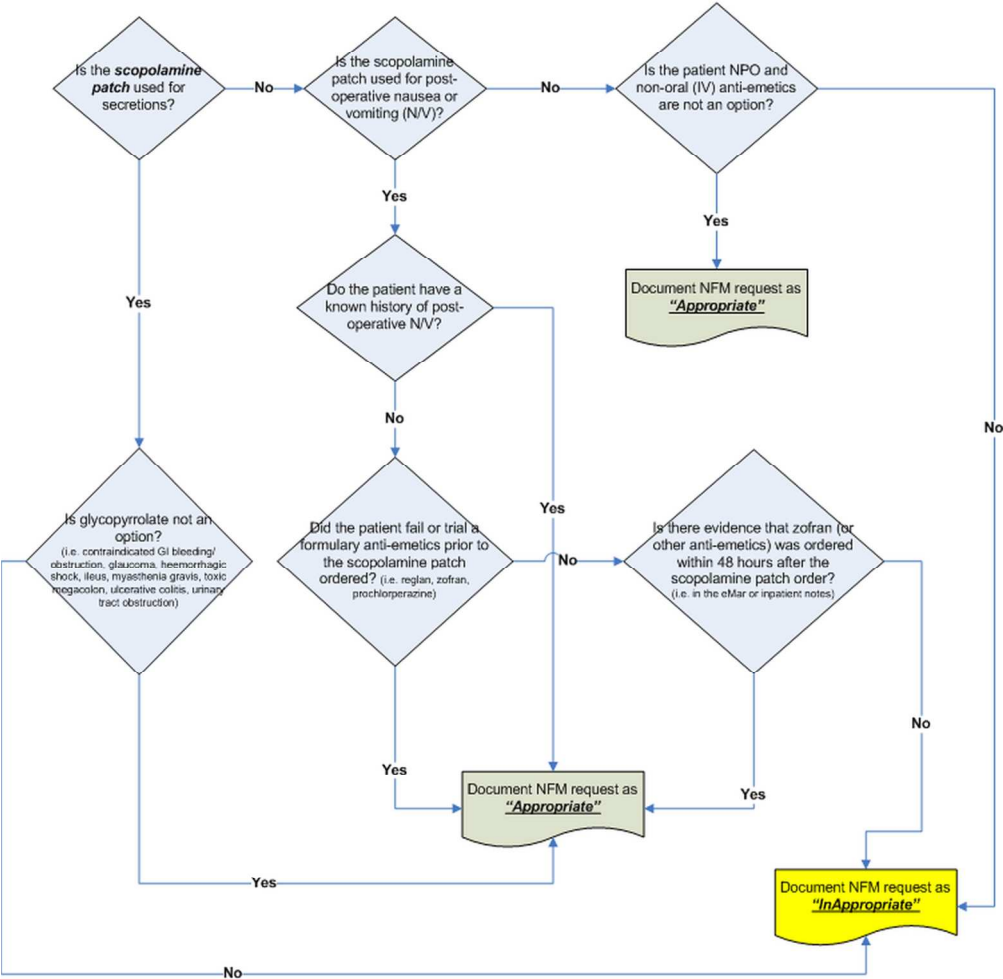 Is the scopolamine
patch used for
secretions?
No
Is the scopolamine
patch used for post-
operative nausea or
vomiting (N/V)?
No
Is the patient NPO and
non-oral (IV) anti-emetics
are not an option?
Yes
Yes
Document NFM request as
“Appropriate”
Do the patient have a
known history of post-
operative N/V?
Yes
No
No
Yes
Is glycopyrrolate not an
option?
(i.e. contraindicated GI bleeding/
obstruction, glaucoma, heemorrhagic
shock, ileus, myasthenia gravis, toxic
megacolon, ulcerative colitis, urinary
tract obstruction)
Did the patient fail or trial a
formulary anti-emetics prior to
the scopolamine patch
ordered? (i.e. reglan, zofran,
prochlorperazine)
No
Is there evidence that zofran (or
other anti-emetics) was ordered
within 48 hours after the
scopolamine patch order?
(i.e. in the eMar or inpatient notes)
No
Yes
Yes
Document NFM request as
“Appropriate”
Yes
Document NFM request as
“InAppropriate”
No